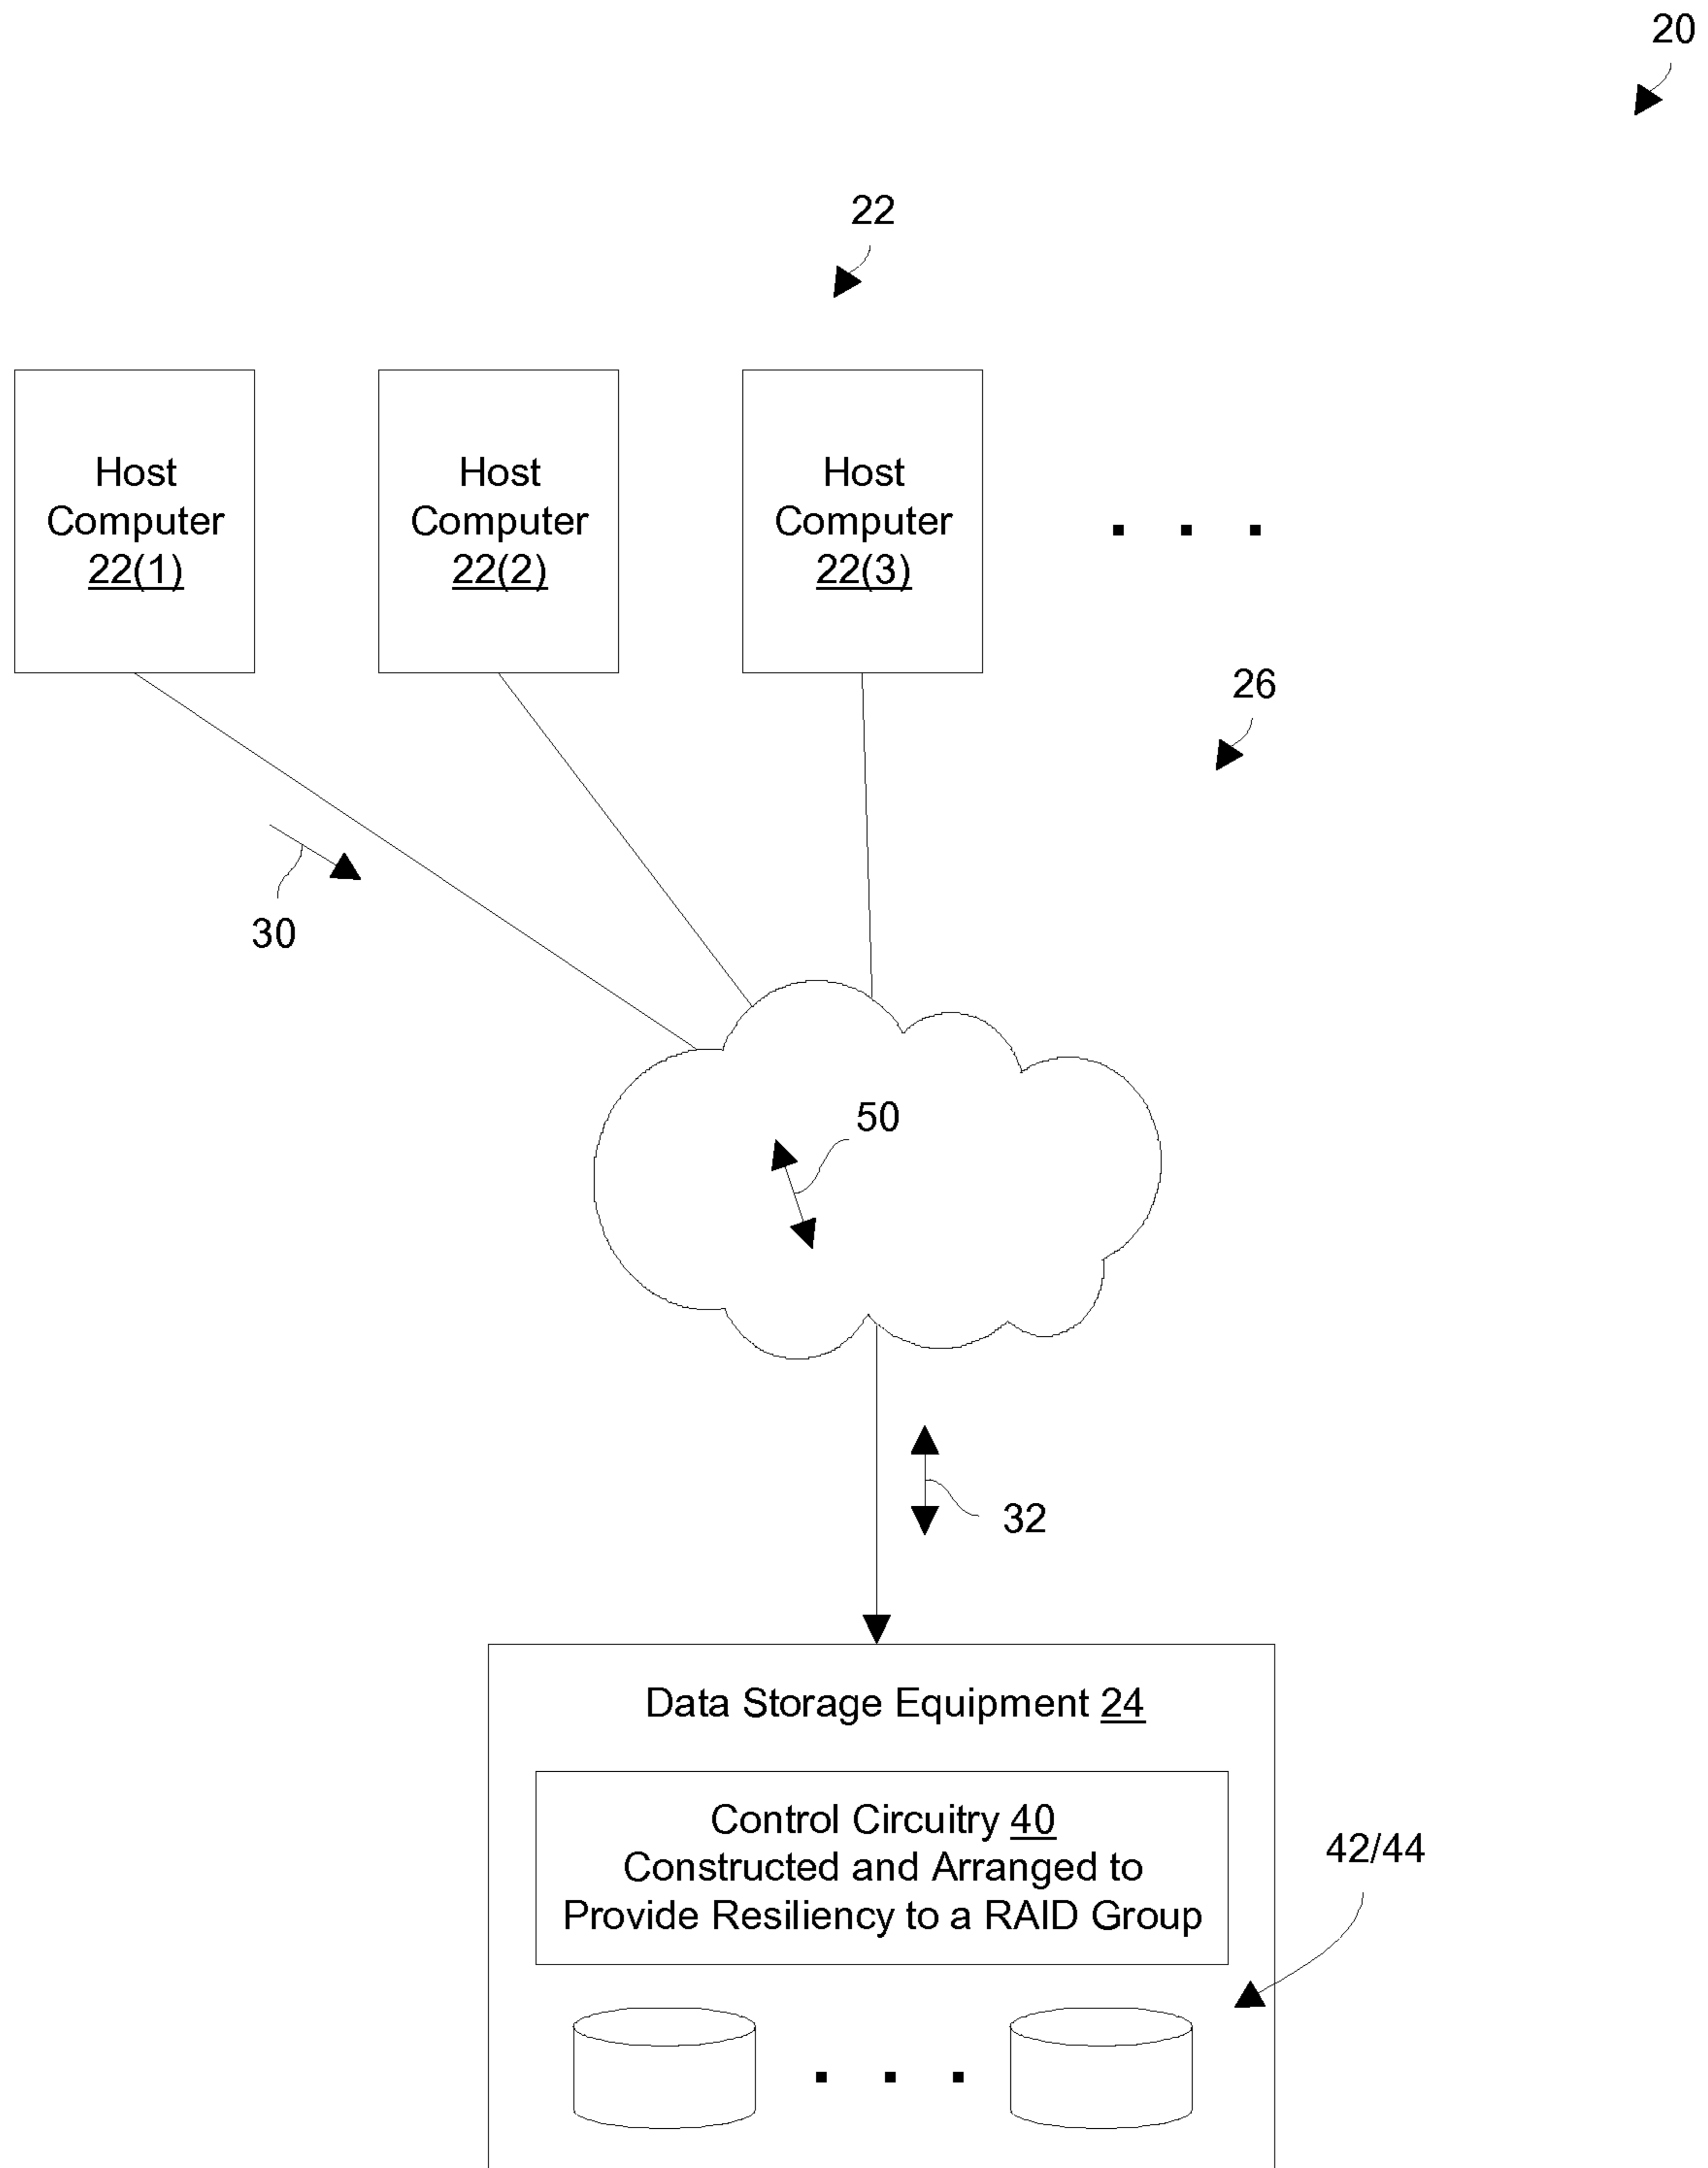 20
22
Host
Computer
22(1)
Host
Computer
22(2)
Host
Computer
22(3)
26
30
50
32
Data Storage Equipment 24
Control Circuitry 40
Constructed and Arranged to
Provide Resiliency to a RAID Group
42/44